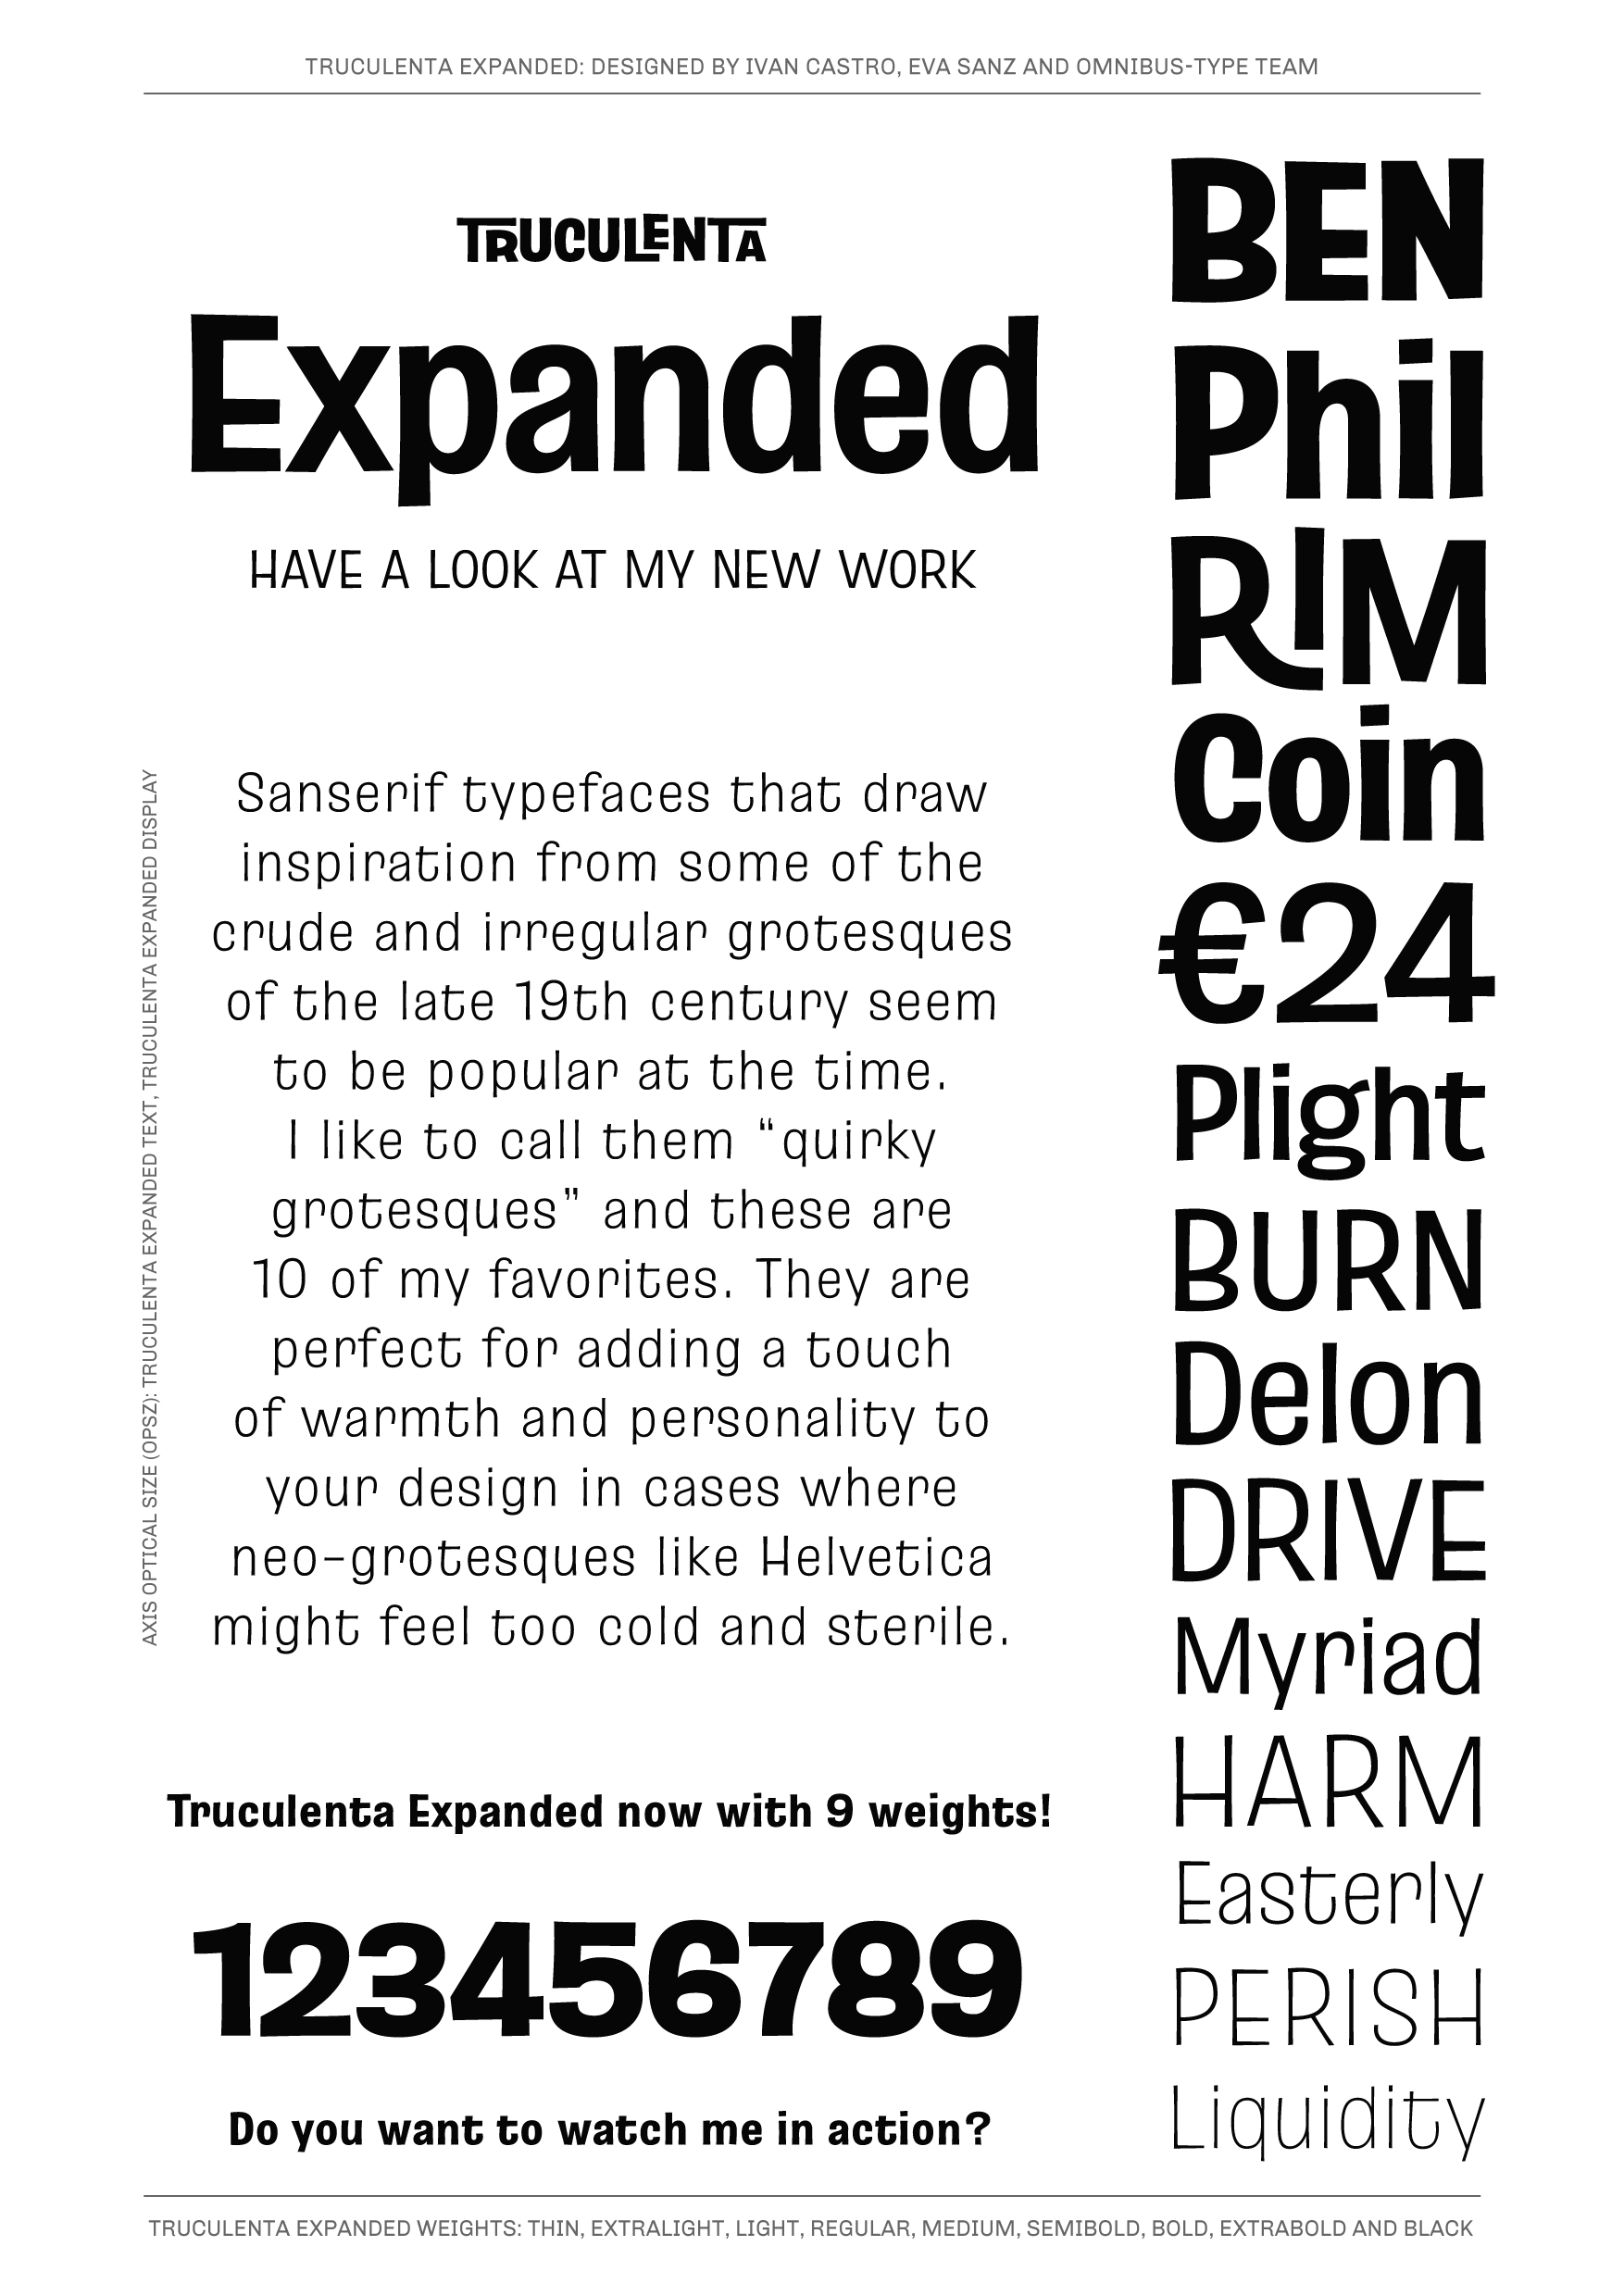 TRUCULENTA EXPANDED: DESIGNED BY IVAN CASTRO, EVA SANZ AND OMNIBUS-TYPE TEAM
TRUCULENTA
Expanded
HAVE A LOOK AT MY NEW WORK
AXIS OPTICAL SIZE (OPSZ): TRUCULENTA EXPANDED TEXT, TRUCULENTA EXPANDED DISPLAY
Sanserif typefaces that draw
inspiration from some of the
crude and irregular grotesques
of the late 19th century seem
to be popular at the time.
I like to call them “quirky
grotesques” and these are
10 of my favorites. They are
perfect for adding a touch
of warmth and personality to
your design in cases where
neo-grotesques like Helvetica
might feel too cold and sterile.
Truculenta Expanded now with 9 weights!
123456789
Do you want to watch me in action?
BEN
Phil
RIM
Coin
€24
Plight
BURN
Delon
DRIVE
Myriad
HARM
Easterly
PERISH
Liquidity
TRUCULENTA EXPANDED WEIGHTS: THIN, EXTRALIGHT, LIGHT, REGULAR, MEDIUM, SEMIBOLD, BOLD, EXTRABOLD AND BLACK